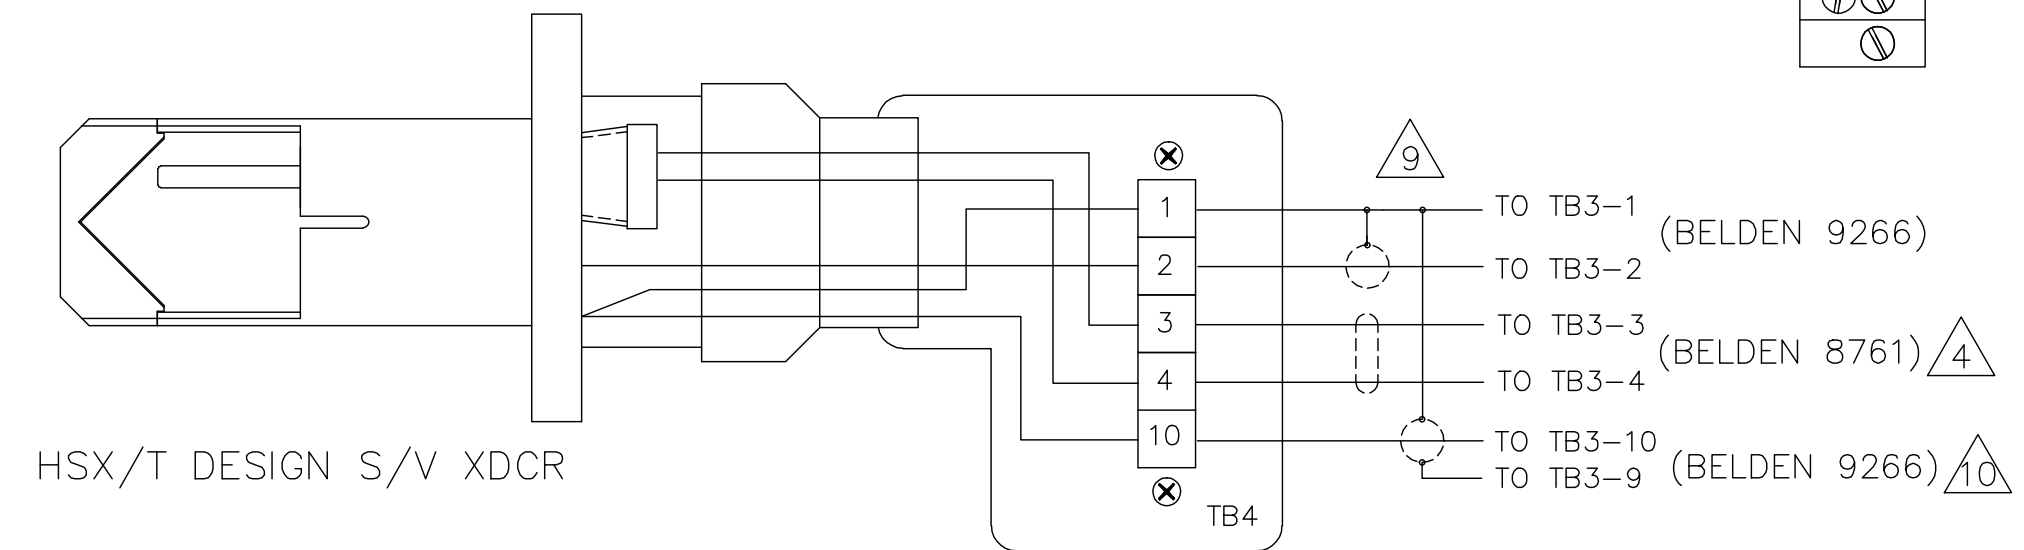 9
1
TO TB3-1
(BELDEN 9266)
2
TO TB3-2
3
TO TB3-3
(BELDEN 8761) 4
4
TO TB3-4
10
TO TB3-10
(BELDEN 9266) 10
TO TB3-9
HSX/T DESIGN S/V XDCR
TB4